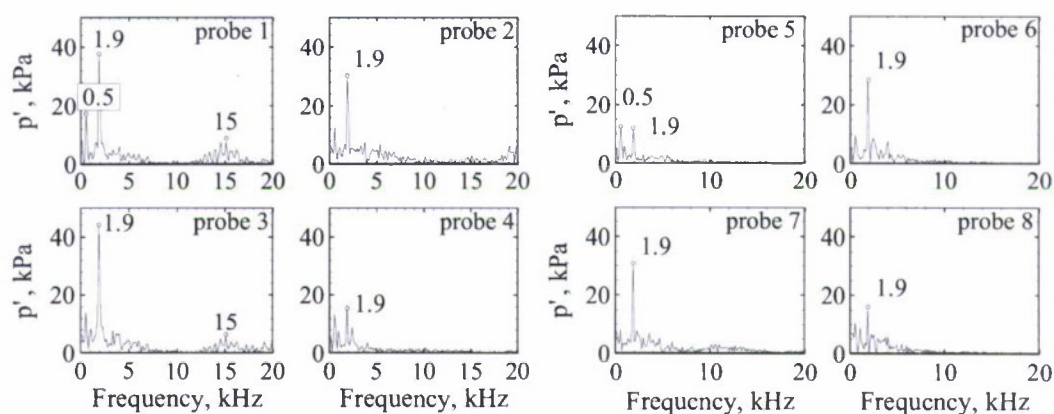 1.9 probe 1 probe 2 probe 5 probe 6
40 40 40 40
1.9 1.9
p', kPa p', kPa
0.5 0.5
20 15 20 20 1.9 20
0 0 0 0
0 5 10 15 20 0 5 10 15 20 0 10 20 0 10 20
1.9 probe 3 probe 4 probe 7 probe 8
40 40 40 40
1.9
p', kPa p', kPa
20 15 20 1.9 20 20 1.9
0 0 0 0
0 5 10 15 20 0 5 10 15 20 0 10 20 0 10 20
Frequency, kHz Frequency, kHz Frequency, kHz Frequency, kHz